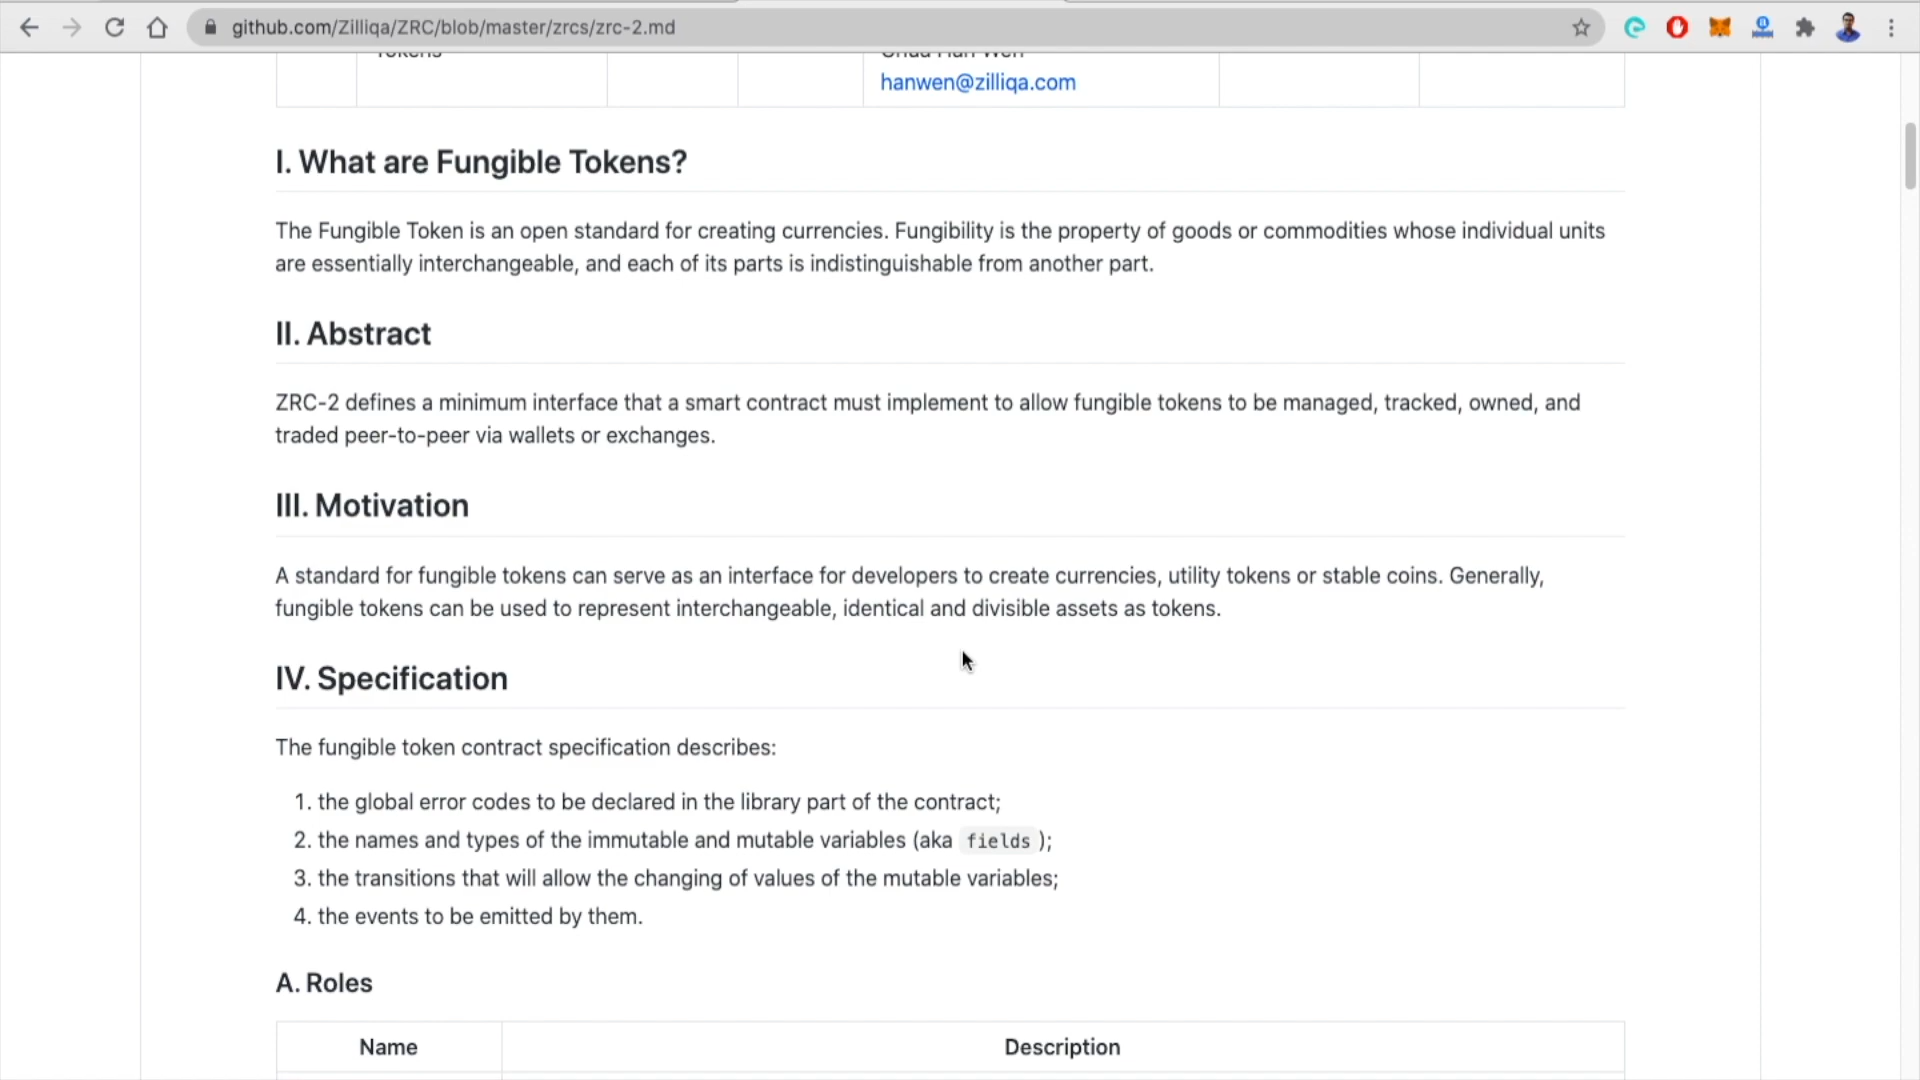 github.com/Zilliqa/ZRC/blob/master/zrcs/zrc-2.md
Tokens
Chua Han Wen
hanwen@zilliqa.com
I. What are Fungible Tokens?
The Fungible Token is an open standard for creating currencies. Fungibility is the property of goods or commodities whose individual units
are essentially interchangeable, and each of its parts is indistinguishable from another part.
II. Abstract
ZRC-2 defines a minimum interface that a smart contract must implement to allow fungible tokens to be managed, tracked, owned, and
traded peer-to-peer via wallets or exchanges.
III. Motivation
A standard for fungible tokens can serve as an interface for developers to create currencies, utility tokens or stable coins. Generally,
fungible tokens can be used to represent interchangeable, identical and divisible assets as tokens.
IV. Specification
The fungible token contract specification describes:
1. the global error codes to be declared in the library part of the contract;
2. the names and types of the immutable and mutable variables (aka fields );
3. the transitions that will allow the changing of values of the mutable variables;
4. the events to be emitted by them.
A. Roles
Name Description